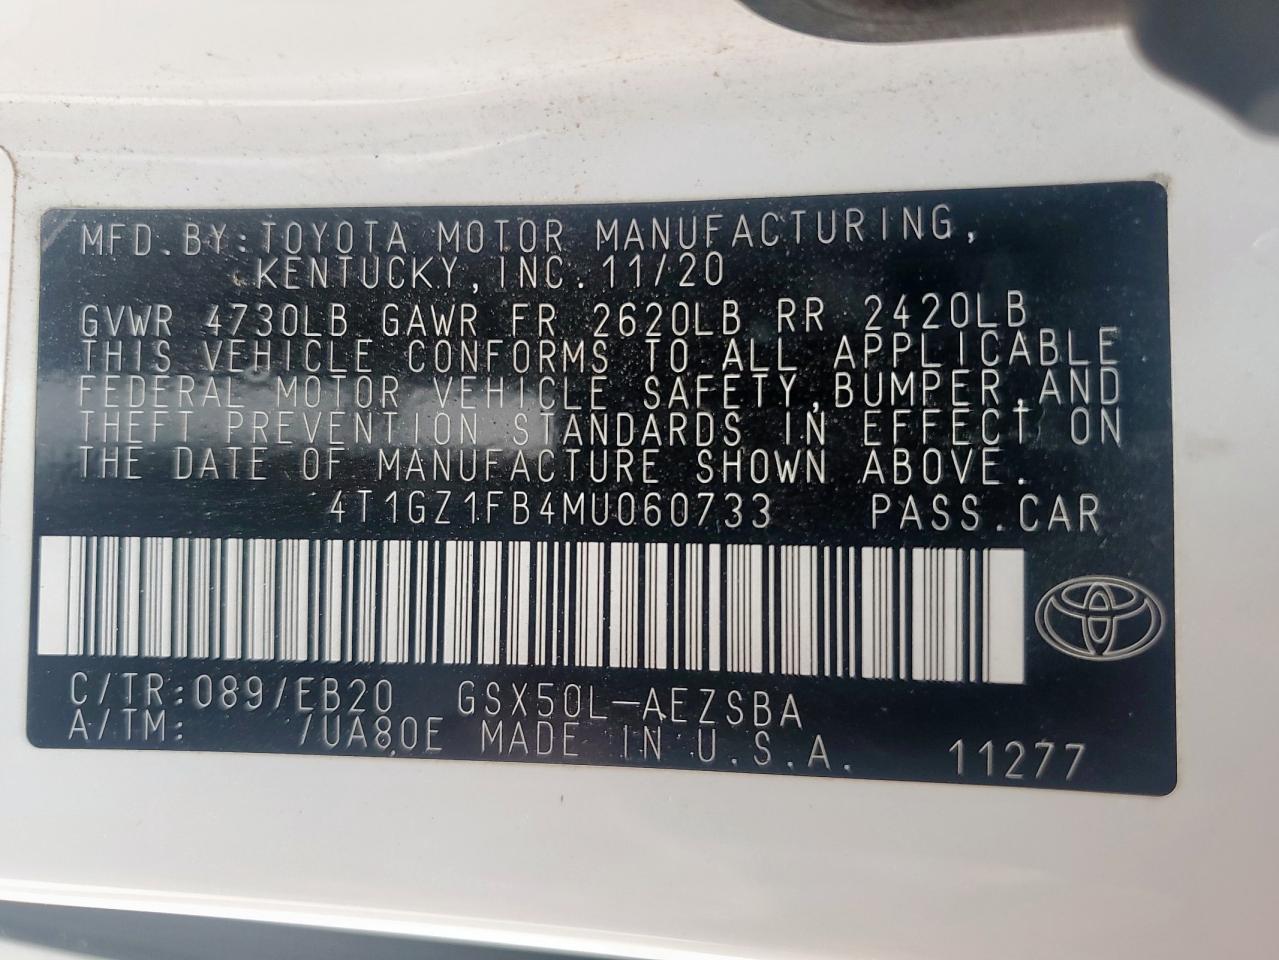 MFD. BY: TOYOTA MOTOR MANUFACTURING,
KENTUCKY, INC. 11/20
GVWR 4730LB GAWR FR 2620LB RR 2420LB
THIS VEHICLE CONFORMS TO ALL APPLICABLE
FEDERAL MOTOR VEHICLE SAFETY, BUMPER, AND
THEFT PREVENTION STANDARDS IN EFFECT ON
THE DATE OF MANUFACTURE SHOWN ABOVE.
4T1GZ1FB4MU060733 PASS. CAR
C/TR: 089/EB20 GSX50L-AEZSBA
A/TM: /UA80E MADE IN U.S.A. 11277